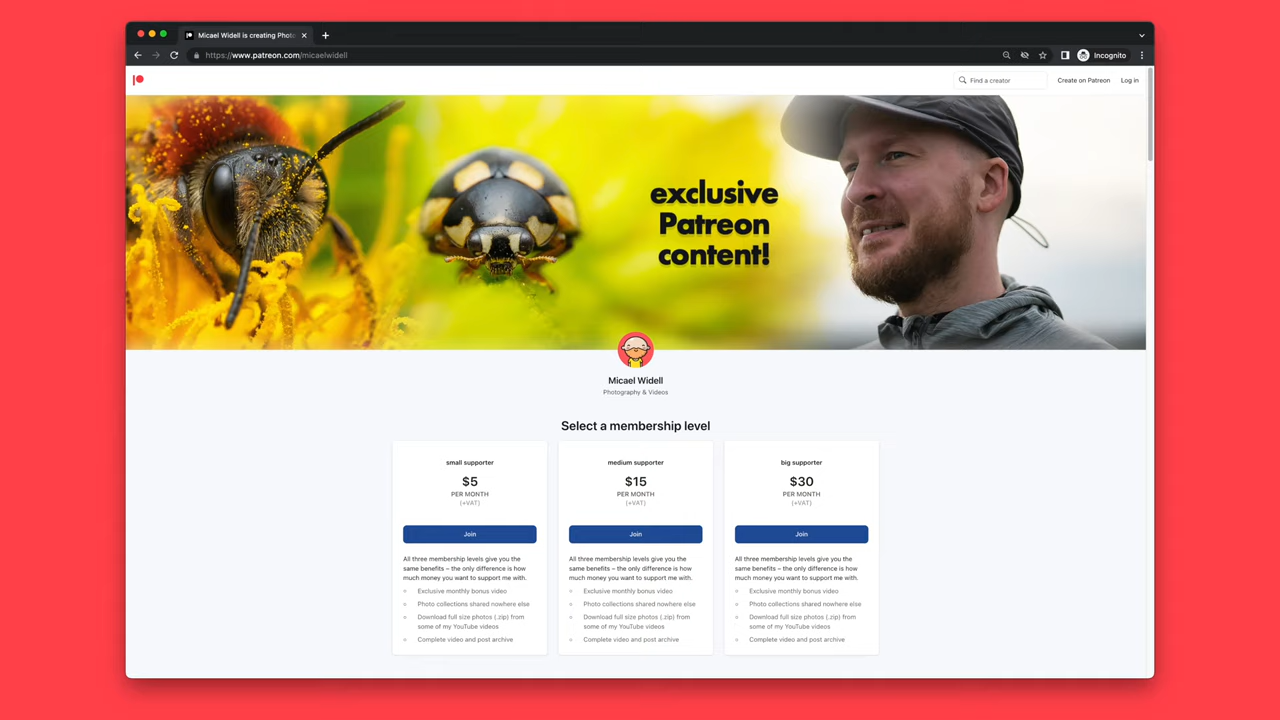 Micael Widell is creating Photo
https://www.patreon.com/micaelwidell
Incognito
Find a creator
Create on Patreon
Log in
exclusive
Patreon
content!
Micael Widell
Photography & Videos
Select a membership level
small supporter
$5
PER MONTH
(+VAT)
Join
All three membership levels give you the
same benefits – the only difference is how
much money you want to support me with.
Exclusive monthly bonus video
Photo collections shared nowhere else
Download full size photos (.zip) from
some of my YouTube videos
Complete video and post archive
medium supporter
$15
PER MONTH
(+VAT)
Join
All three membership levels give you the
same benefits – the only difference is how
much money you want to support me with.
Exclusive monthly bonus video
Photo collections shared nowhere else
Download full size photos (.zip) from
some of my YouTube videos
Complete video and post archive
big supporter
$30
PER MONTH
(+VAT)
Join
All three membership levels give you the
same benefits – the only difference is how
much money you want to support me with.
Exclusive monthly bonus video
Photo collections shared nowhere else
Download full size photos (.zip) from
some of my YouTube videos
Complete video and post archive